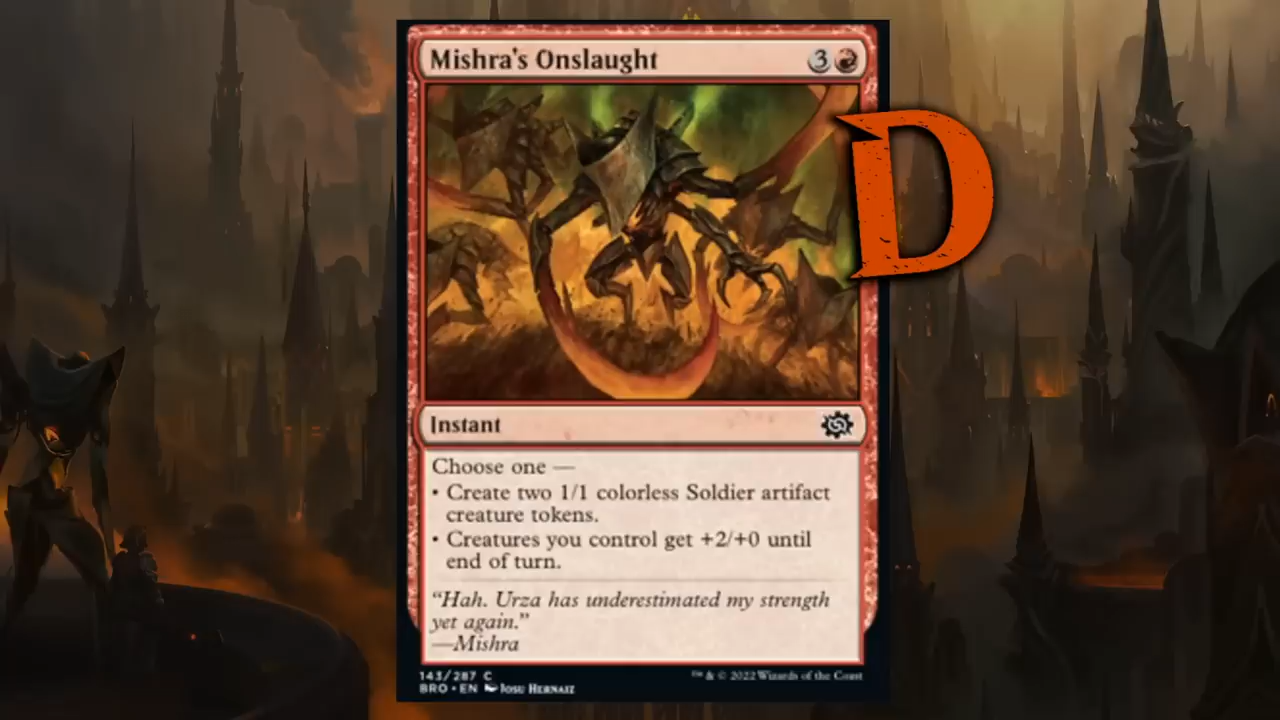 Mishra's Onslaught 3
D
Instant
Choose one —
• Create two 1/1 colorless Soldier artifact
creature tokens.
• Creatures you control get +2/+0 until
end of turn.
“Hah. Urza has underestimated my strength
yet again.”
—Mishra
143/287 C
BRO • EN Josu Hernaiz
™ & © 2022 Wizards of the Coast